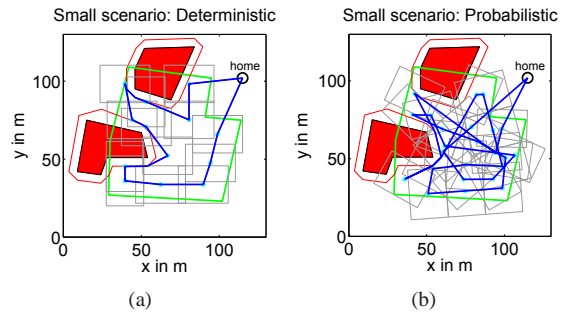 Small scenario: Deterministic
home
100
50
0
0
50
100
y in m
x in m
(a)
Small scenario: Probabilistic
home
100
50
0
0
50
100
y in m
x in m
(b)